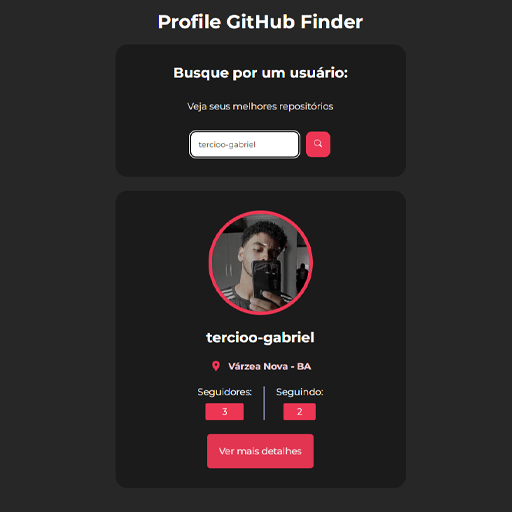 Profile GitHub Finder
Busque por um usuário:
Veja seus melhores repositórios
tercioo-gabriel
tercioo-gabriel
Várzea Nova - BA
Seguidores: Seguindo:
3 2
Ver mais detalhes